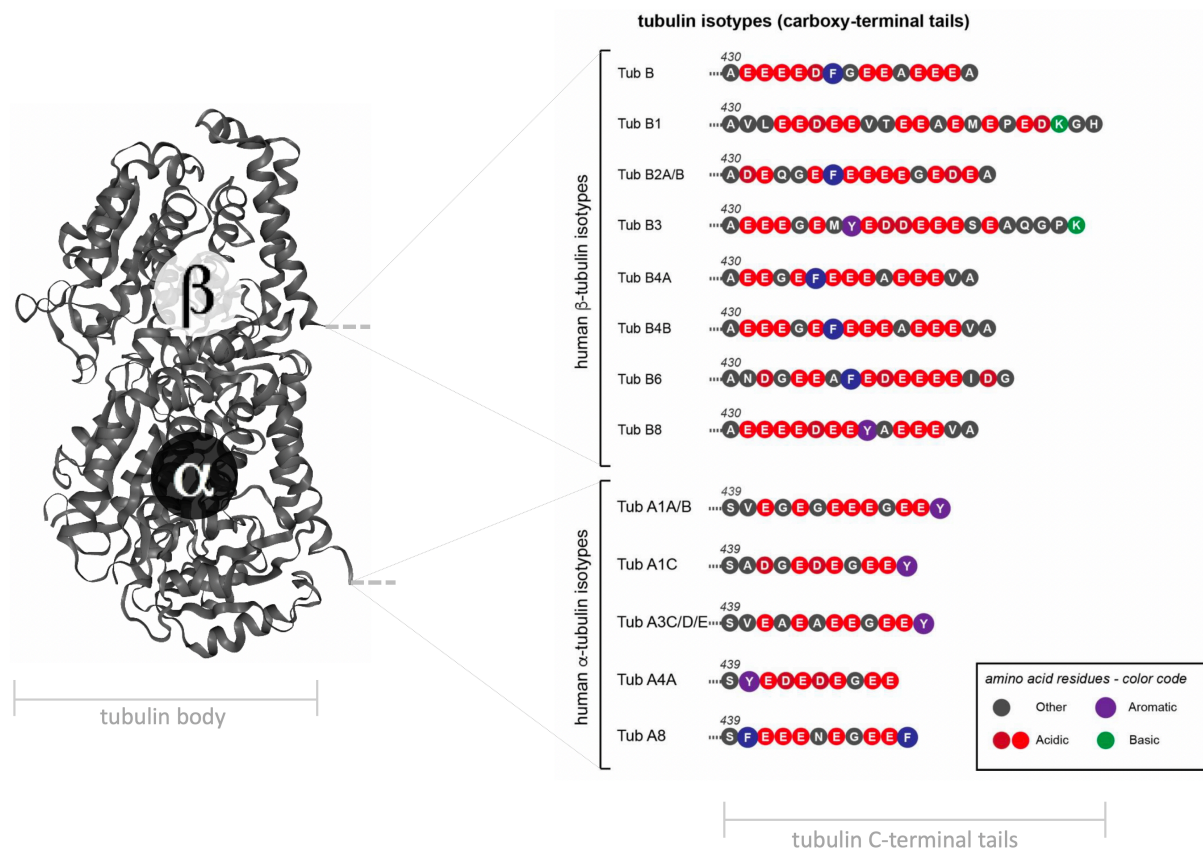 tubulin isotypes (carboxy-terminal tails)
human β-tubulin isotypes
430
Tub B AEEEEDFGEEAEEEA
430
Tub B1 AVLEEDEEVTEEAEMEPEDKGH
430
Tub B2A/B ADEQGEFEEEEGEDEA
430
Tub B3 AEEEGEMYEDDEEESEAQGPK
430
Tub B4A AEEGEFEEEAEEEVA
430
Tub B4B AEEEGEFEEEAEEEVA
430
Tub B6 ANDGEEAFEDEEEEIDG
430
Tub B8 AEEEEDEEYAEEEVA
human α-tubulin isotypes
439
Tub A1A/B SVEGEGEEEGEEY
439
Tub A1C SADGEDEGEEY
439
Tub A3C/D/E SVEAEAEEGEEY
439
Tub A4A SYEDEDEGEE
439
Tub A8 SFEEENEGEEF
β
α
tubulin body
amino acid residues - color code
Other Aromatic
Acidic Basic
tubulin C-terminal tails